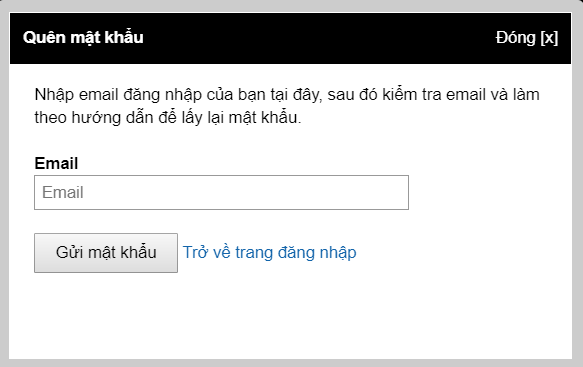 Quên mật khẩu Đóng [x]
Nhập email đăng nhập của bạn tại đây, sau đó kiểm tra email và làm
theo hướng dẫn để lấy lại mật khẩu.
Email
Email
Gửi mật khẩu Trở về trang đăng nhập